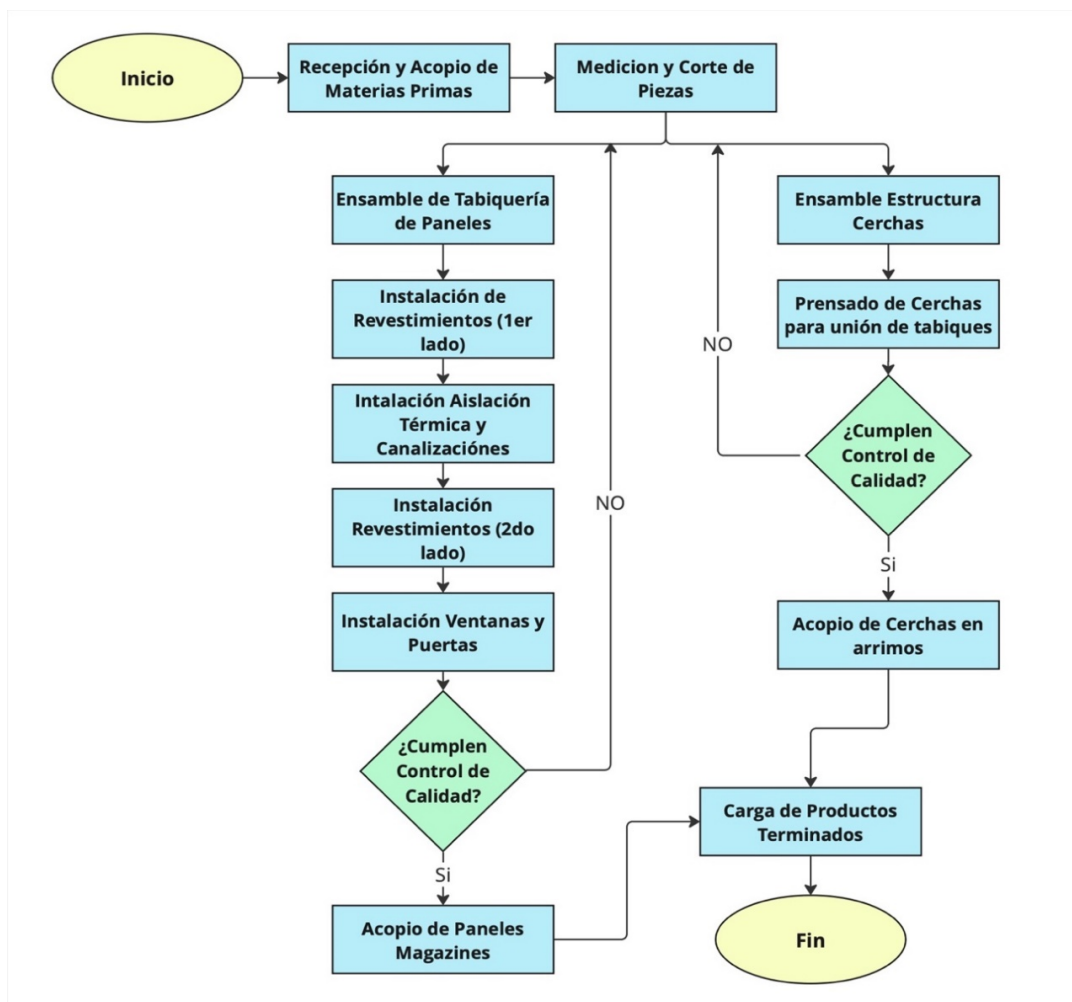 Inicio
Recepción y Acopio de
Materias Primas
Medicion y Corte de
Piezas
Ensamble de Tabiquería
de Paneles
Instalación de
Revestimientos (1er
lado)
Intalación Aislación
Térmica y
Canalizaciónes
Instalación
Revestimientos (2do
lado)
Instalación Ventanas y
Puertas
¿Cumplen
Control de
Calidad?
NO
Si
Acopio de Paneles
Magazines
Ensamble Estructura
Cerchas
Prensado de Cerchas
para unión de tabiques
NO
¿Cumplen
Control de
Calidad?
Si
Acopio de Cerchas en
arrimos
Carga de Productos
Terminados
Fin